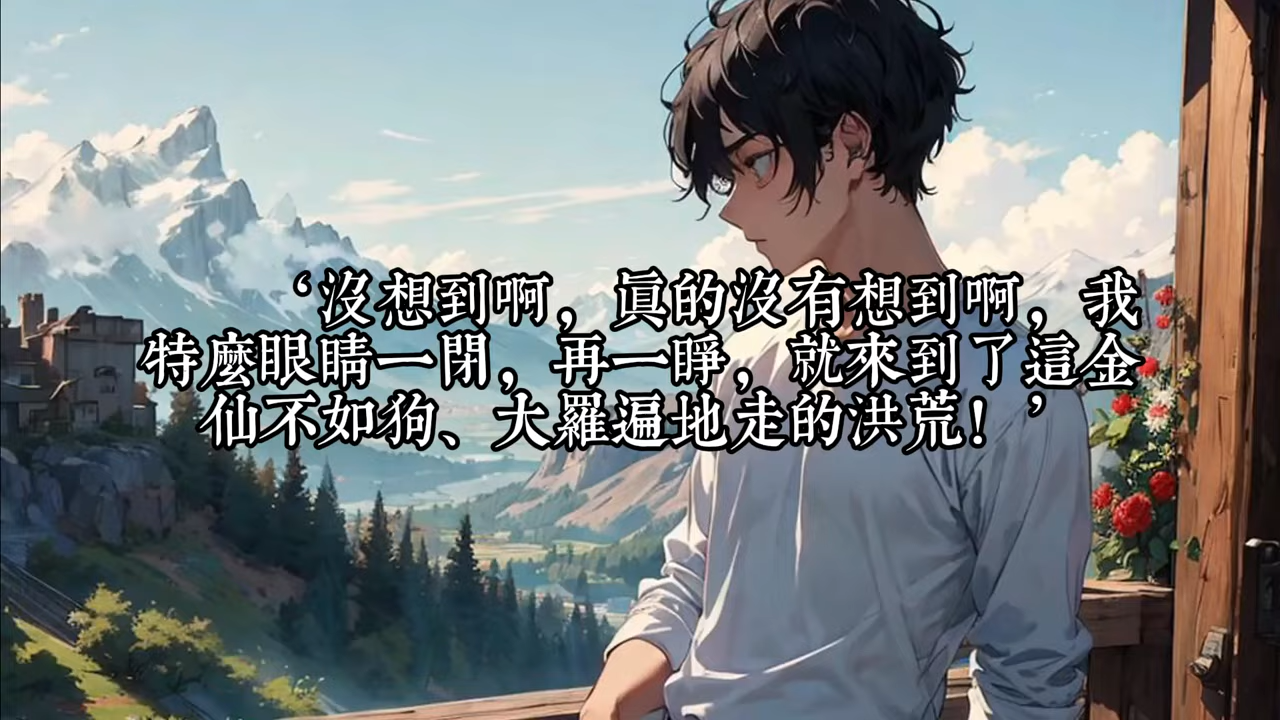 ‘沒想到啊，眞的沒有想到啊，我
特麼眼睛一閉，再一睜，就來到了這金
仙不如狗、大羅遍地走的洪荒！’